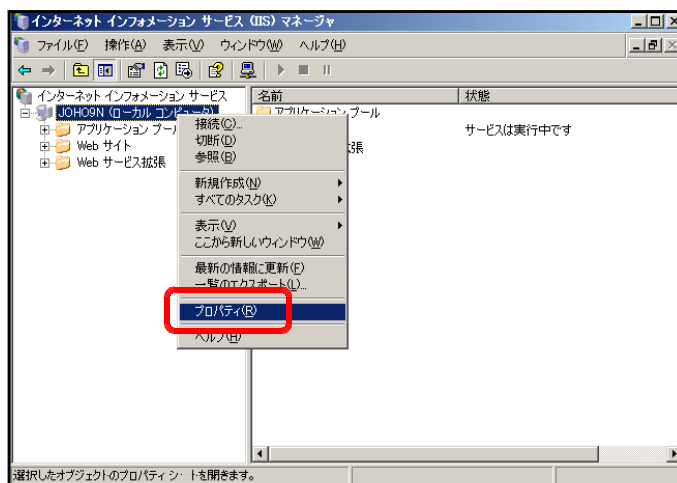 インターネット インフォメーション サービス (IIS) マネージャ
ファイル(F) 操作(A) 表示(V) ウィンドウ(W) ヘルプ(H)
インターネット インフォメーション サービス
JOHO9N (ローカル コンピュータ)
アプリケーション プー
Web サイト
Web サービス拡張
名前 状態
アプリケーション プール
サービスは実行中です
張
接続(C)...
切断(D)
参照(B)
新規作成(N)
すべてのタスク(K)
表示(V)
ここから新しいウィンドウ(W)
最新の情報に更新(F)
一覧のエクスポート(L)...
プロパティ(R)
ヘルプ(H)
選択したオブジェクトのプロパティ シートを開きます。